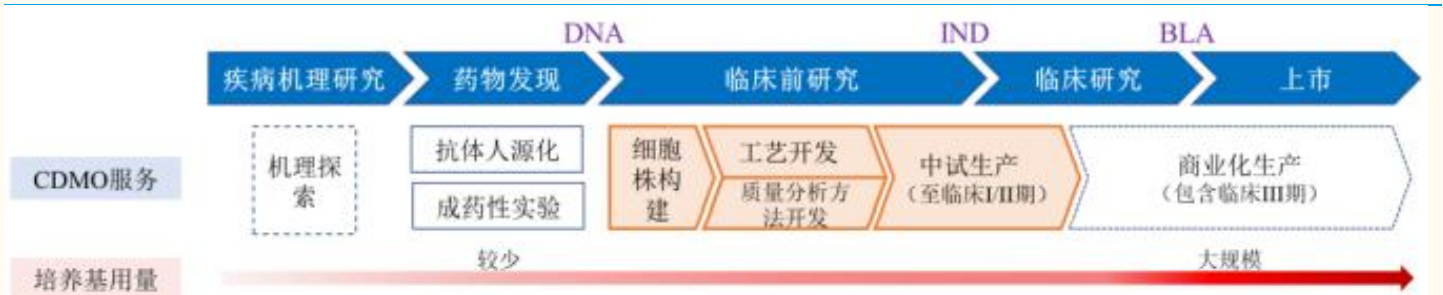 DNA IND BLA
疾病机理研究 药物发现 临床前研究 临床研究 上市
CDMO服务
机理探
索
抗体人源化
成药性实验
细胞
株构
建
工艺开发
质量分析方
法开发
中试生产
（至临床I/II期）
商业化生产
（包含临床III期）
培养基用量
较少
大规模